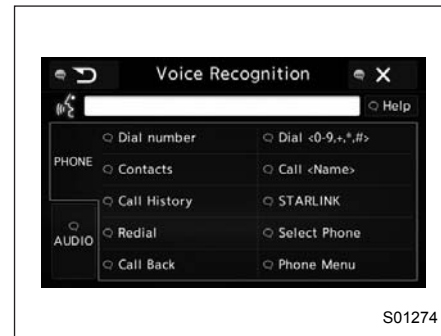 Voice Recognition
Help
PHONE
AUDIO
Dial number
Dial <0-9,+,*,#>
Contacts
Call <Name>
Call History
STARLINK
Redial
Select Phone
Call Back
Phone Menu
S01274